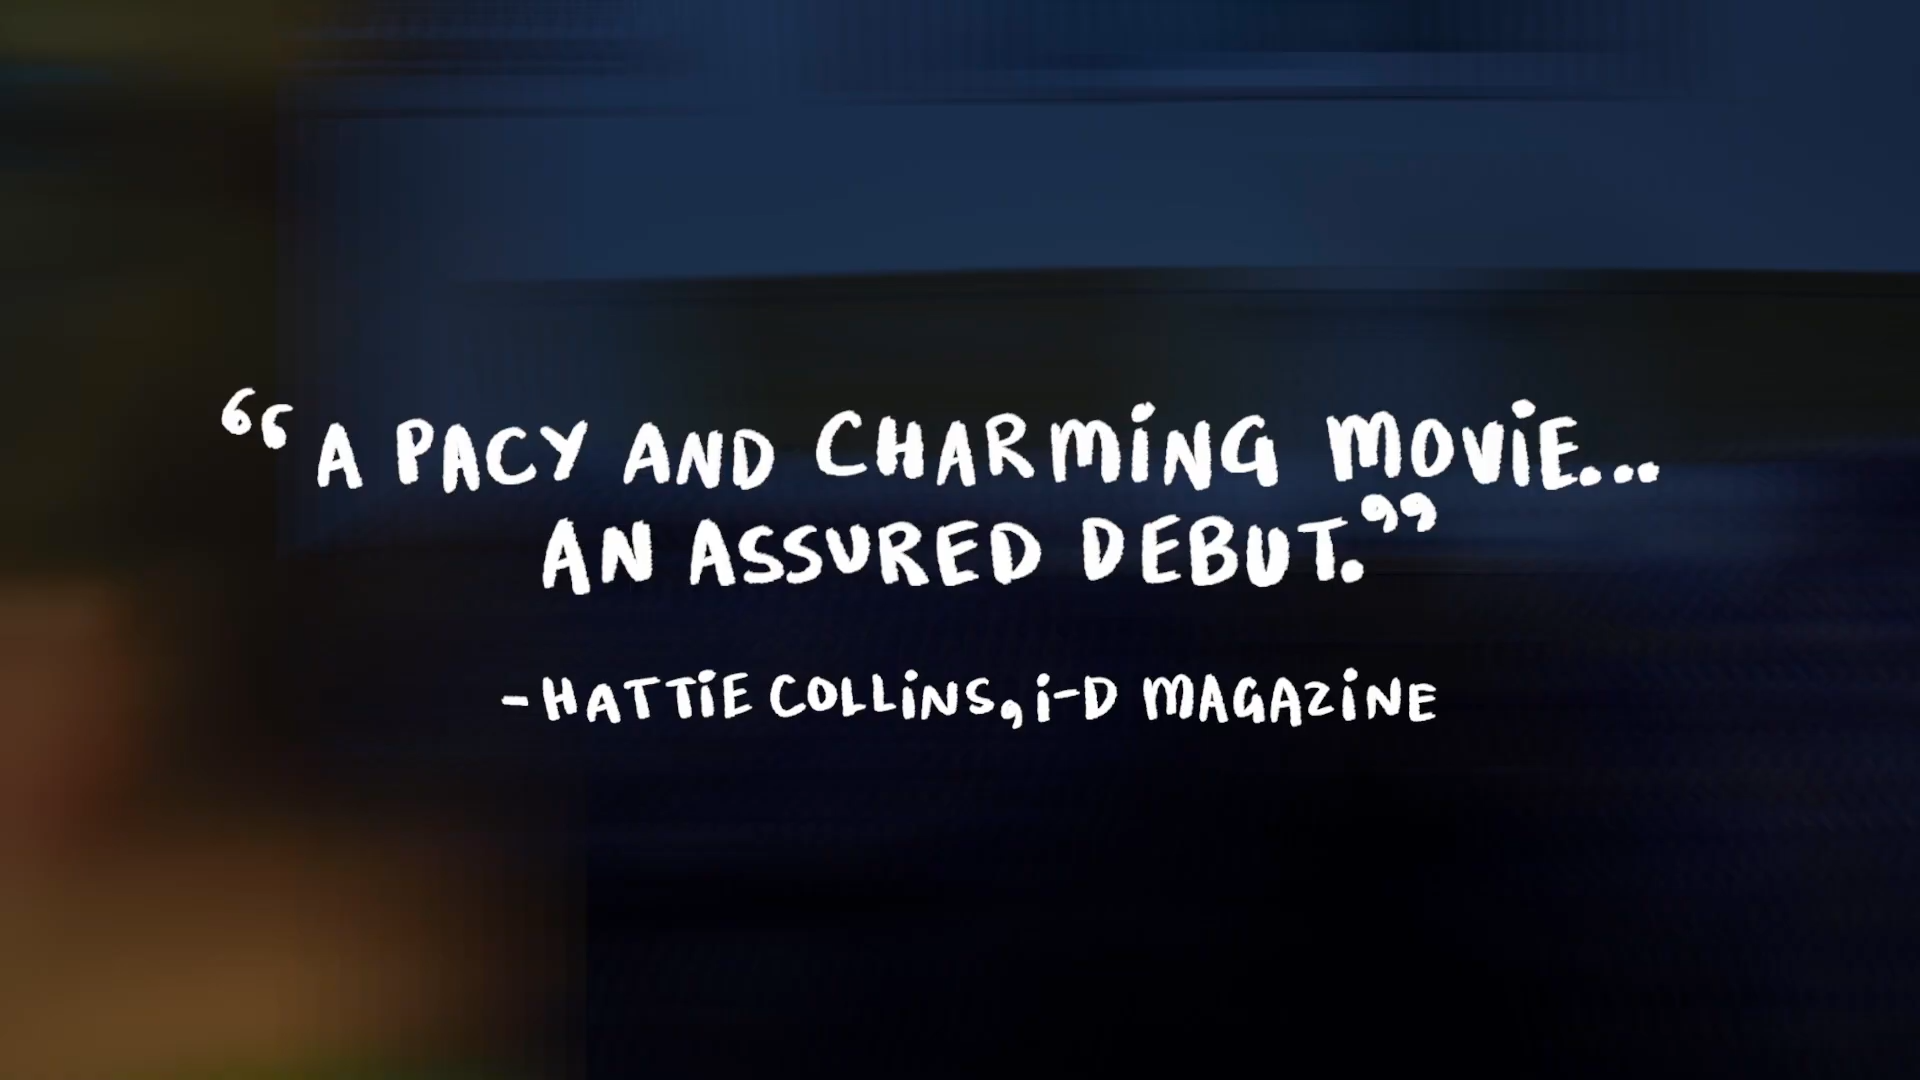 “A PACY AND CHARMiNG MOViE...
AN ASSURED DEBUT.”
-HATTiE COLLiNS, i-D MAGAZiNE